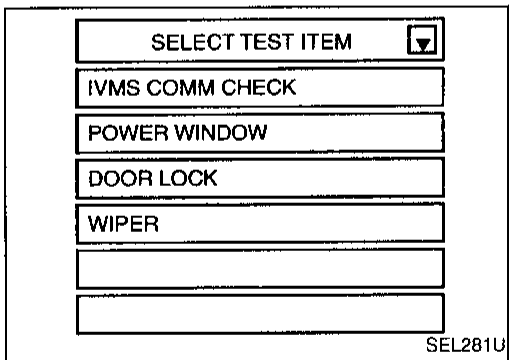 SELECT TEST ITEM
IVMS COMM CHECK
POWER WINDOW
DOOR LOCK
WIPER
SEL281U